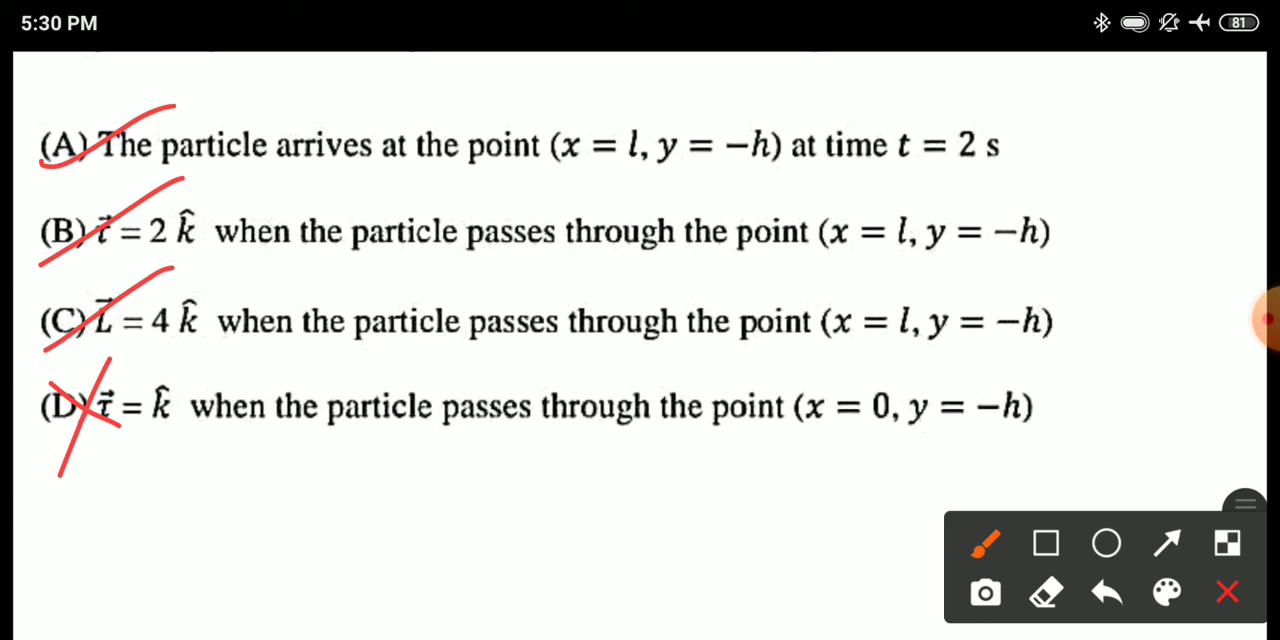 5:30 PM
81
(A) The particle arrives at the point (x = l, y = −h) at time t = 2 s
(B) τ⃗ = 2 k̂ when the particle passes through the point (x = l, y = −h)
(C) L⃗ = 4 k̂ when the particle passes through the point (x = l, y = −h)
(D) τ⃗ = k̂ when the particle passes through the point (x = 0, y = −h)